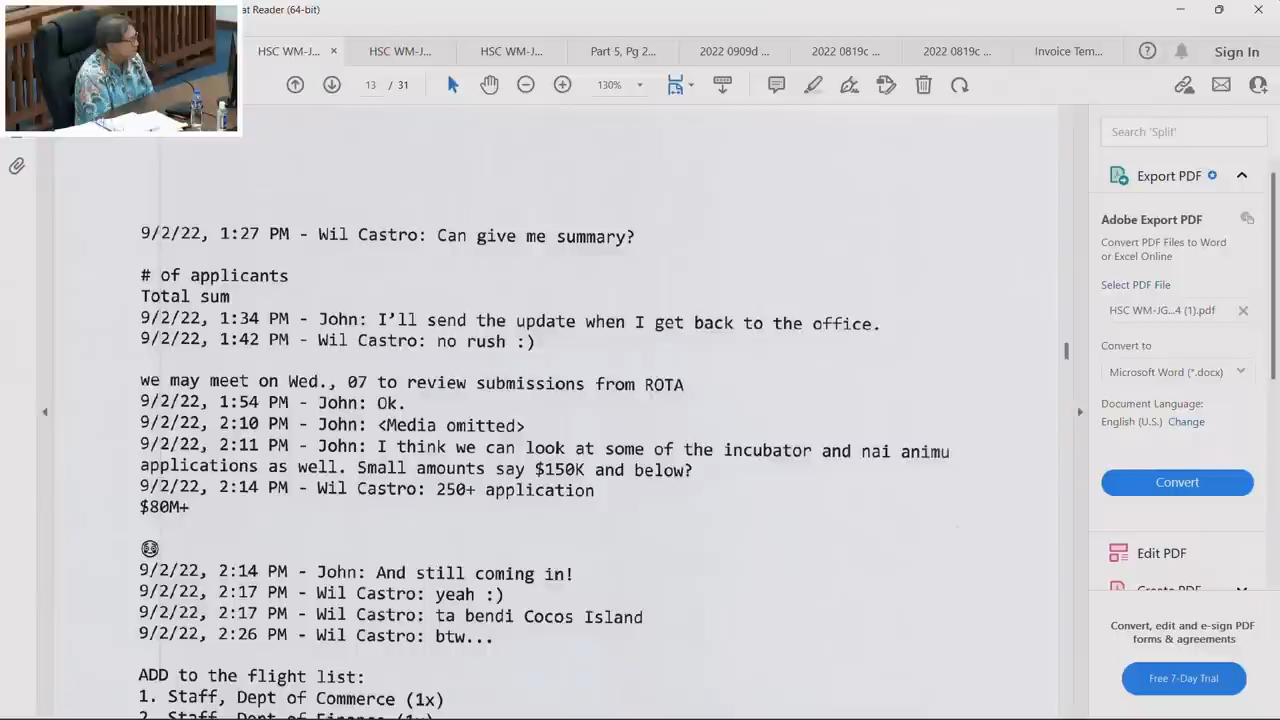 at Reader (64-bit)
HSC WM-J... ×
HSC WM-J...
HSC WM-J...
Part 5, Pg 2...
2022 0909d ...
2022 0819c ...
2022 0819c ...
Invoice Tem...
Sign In
13 / 31
130%
9/2/22, 1:27 PM - Wil Castro: Can give me summary?
# of applicants
Total sum
9/2/22, 1:34 PM - John: I'll send the update when I get back to the office.
9/2/22, 1:42 PM - Wil Castro: no rush :)
we may meet on Wed., 07 to review submissions from ROTA
9/2/22, 1:54 PM - John: Ok.
9/2/22, 2:10 PM - John: <Media omitted>
9/2/22, 2:11 PM - John: I think we can look at some of the incubator and nai animu
applications as well. Small amounts say $150K and below?
9/2/22, 2:14 PM - Wil Castro: 250+ application
$80M+
9/2/22, 2:14 PM - John: And still coming in!
9/2/22, 2:17 PM - Wil Castro: yeah :)
9/2/22, 2:17 PM - Wil Castro: ta bendi Cocos Island
9/2/22, 2:26 PM - Wil Castro: btw...
ADD to the flight list:
1. Staff, Dept of Commerce (1x)
2. Staff, Dept of Finance (1x)
Search 'Split'
Export PDF
Adobe Export PDF
Convert PDF Files to Word
or Excel Online
Select PDF File
HSC WM-JG...4 (1).pdf
Convert to
Microsoft Word (*.docx)
Document Language:
English (U.S.) Change
Convert
Edit PDF
Create PDF
Convert, edit and e-sign PDF
forms & agreements
Free 7-Day Trial